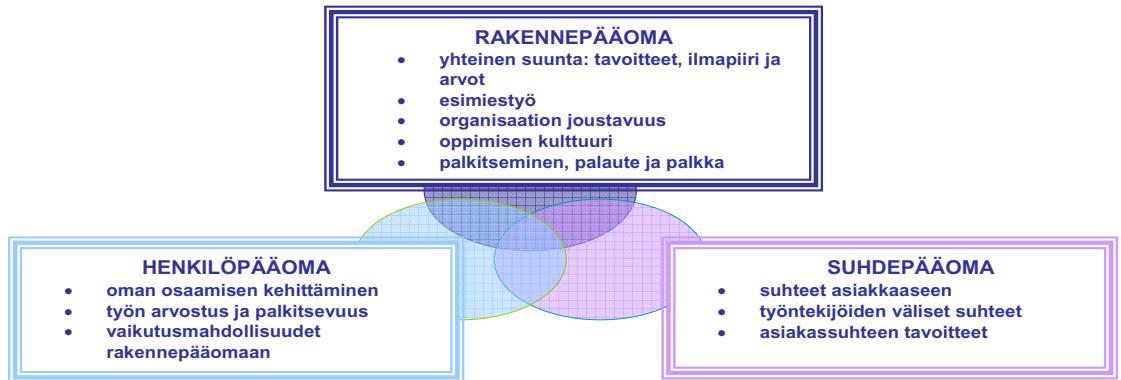 RAKENNEPÄÄOMA
• yhteinen suunta: tavoitteet, ilmapiiri ja
arvot
• esimiestyö
• organisaation joustavuus
• oppimisen kulttuuri
• palkitseminen, palaute ja palkka
HENKILÖPÄÄOMA
• oman osaamisen kehittäminen
• työn arvostus ja palkitsevuus
• vaikutusmahdollisuudet
rakennepääomaan
SUHDEPÄÄOMA
• suhteet asiakkaaseen
• työntekijöiden väliset suhteet
• asiakassuhteen tavoitteet